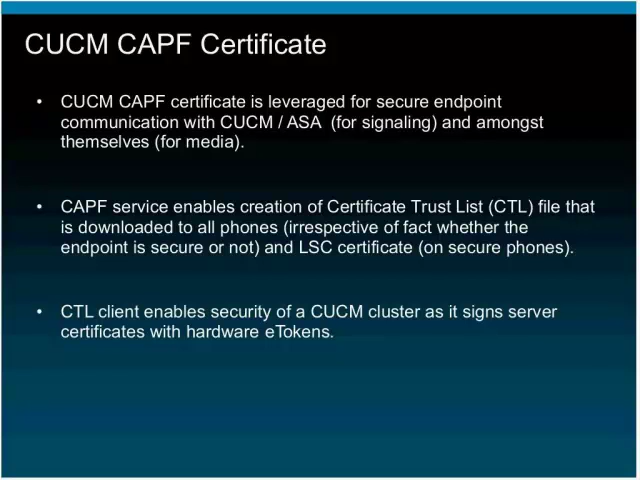 CUCM CAPF Certificate
• CUCM CAPF certificate is leveraged for secure endpoint
communication with CUCM / ASA (for signaling) and amongst
themselves (for media).
• CAPF service enables creation of Certificate Trust List (CTL) file that
is downloaded to all phones (irrespective of fact whether the
endpoint is secure or not) and LSC certificate (on secure phones).
• CTL client enables security of a CUCM cluster as it signs server
certificates with hardware eTokens.